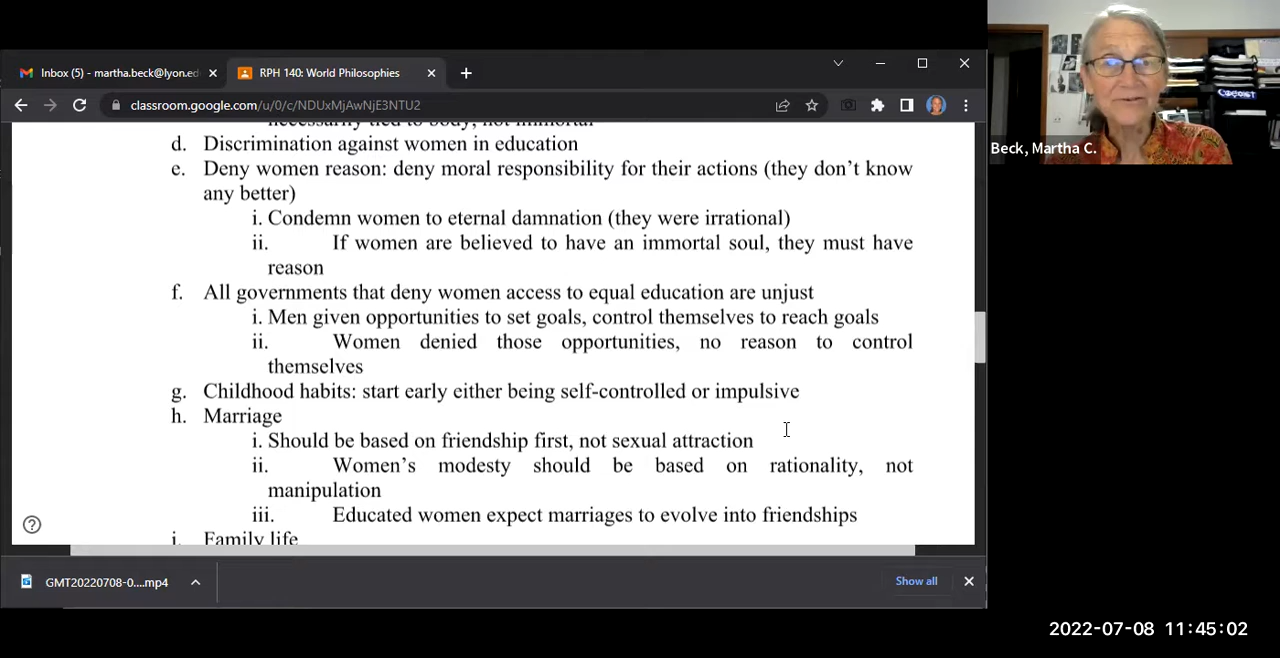 Inbox (5) - martha.beck@lyon.ed
RPH 140: World Philosophies
classroom.google.com/u/0/c/NDUxMjAwNjE3NTU2
necessarily tied to body, not immortal
d. Discrimination against women in education
e. Deny women reason: deny moral responsibility for their actions (they don’t know
any better)
i. Condemn women to eternal damnation (they were irrational)
ii. If women are believed to have an immortal soul, they must have
reason
f. All governments that deny women access to equal education are unjust
i. Men given opportunities to set goals, control themselves to reach goals
ii. Women denied those opportunities, no reason to control
themselves
g. Childhood habits: start early either being self-controlled or impulsive
h. Marriage
i. Should be based on friendship first, not sexual attraction
ii. Women’s modesty should be based on rationality, not
manipulation
iii. Educated women expect marriages to evolve into friendships
i. Family life
GMT20220708-0....mp4
Show all
COEXIST
Beck, Martha C.
2022-07-08 11:45:02